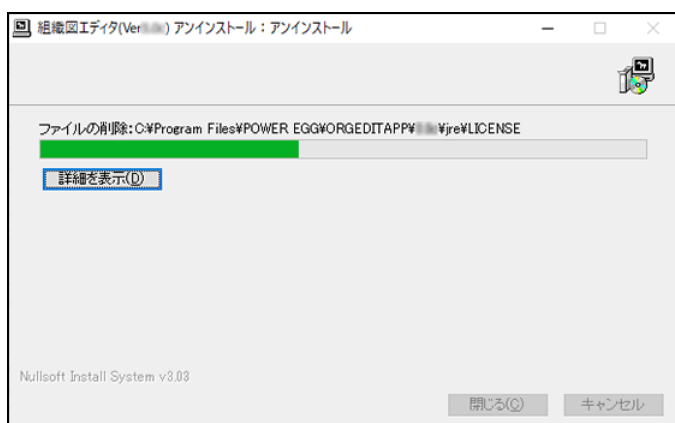 組織図エディタ(Ver ) アンインストール：アンインストール
ファイルの削除: C:¥Program Files¥POWER EGG¥ORGEDITAPP¥ ¥jre¥LICENSE
詳細を表示(D)
Nullsoft Install System v3.03
閉じる(C)
キャンセル